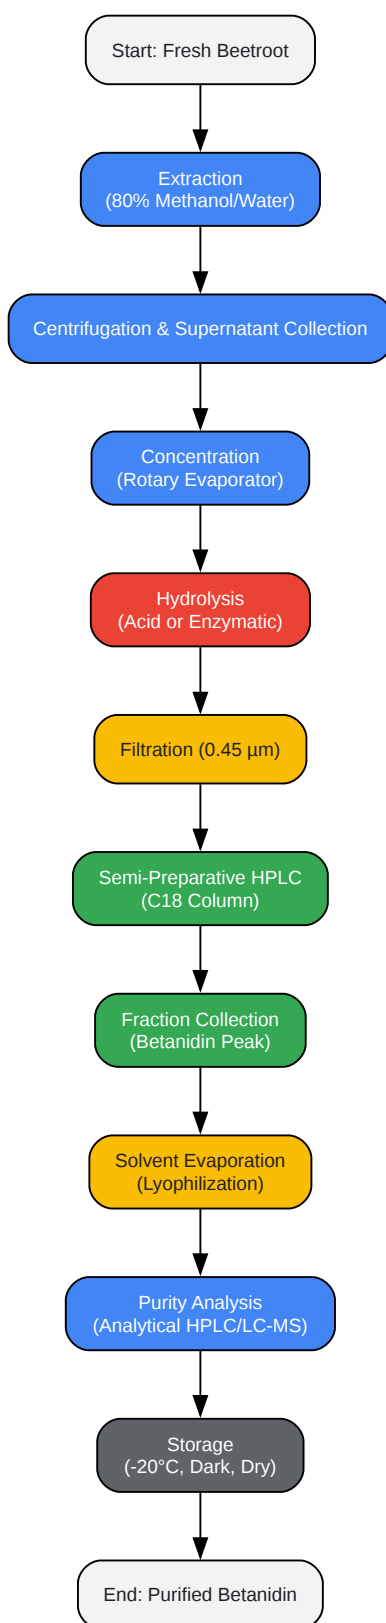 Start: Fresh Beetroot
Extraction
(80% Methanol/Water)
Centrifugation & Supernatant Collection
Concentration
(Rotary Evaporator)
Hydrolysis
(Acid or Enzymatic)
Filtration (0.45 µm)
Semi-Preparative HPLC
(C18 Column)
Fraction Collection
(Betanidin Peak)
Solvent Evaporation
(Lyophilization)
Purity Analysis
(Analytical HPLC/LC-MS)
Storage
(-20°C, Dark, Dry)
End: Purified Betanidin